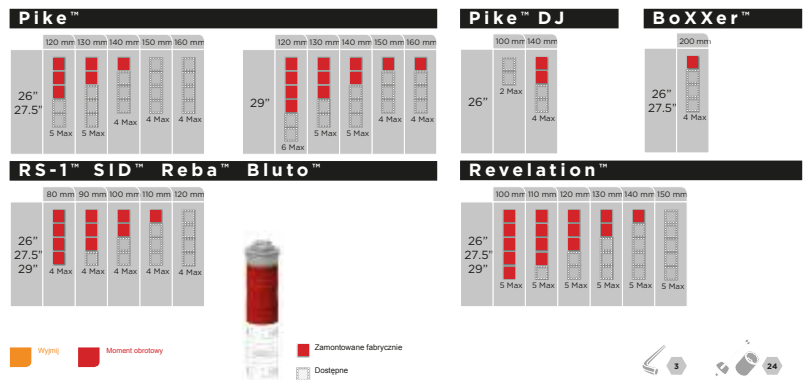 Pike™
120 mm 130 mm 140 mm 150 mm 160 mm
26"
27.5"
5 Max 5 Max 4 Max 4 Max 4 Max
120 mm 130 mm 140 mm 150 mm 160 mm
29"
6 Max 5 Max 5 Max 4 Max 4 Max
Pike™ DJ
100 mm 140 mm
26"
2 Max 4 Max
BoXXer™
200 mm
26"
27.5"
4 Max
RS-1™ SID™ Reba™ Bluto™
80 mm 90 mm 100 mm 110 mm 120 mm
26"
27.5"
29"
4 Max 4 Max 4 Max 4 Max 4 Max
Revelation™
100 mm 110 mm 120 mm 130 mm 140 mm 150 mm
26"
27.5"
29"
5 Max 5 Max 5 Max 5 Max 5 Max 5 Max
Wyjmij
Moment obrotowy
Zamontowane fabrycznie
Dostępne
3
24